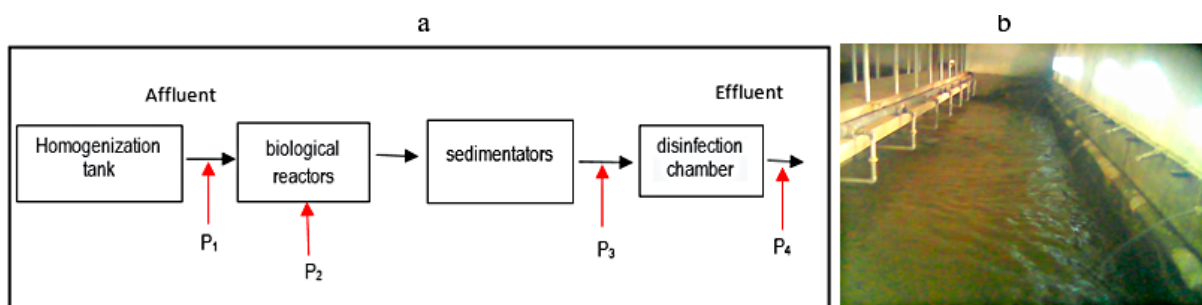 a
b
Affluent
Effluent
Homogenization
tank
biological
reactors
sedimentators
disinfection
chamber
P₁
P₂
P₃
P₄